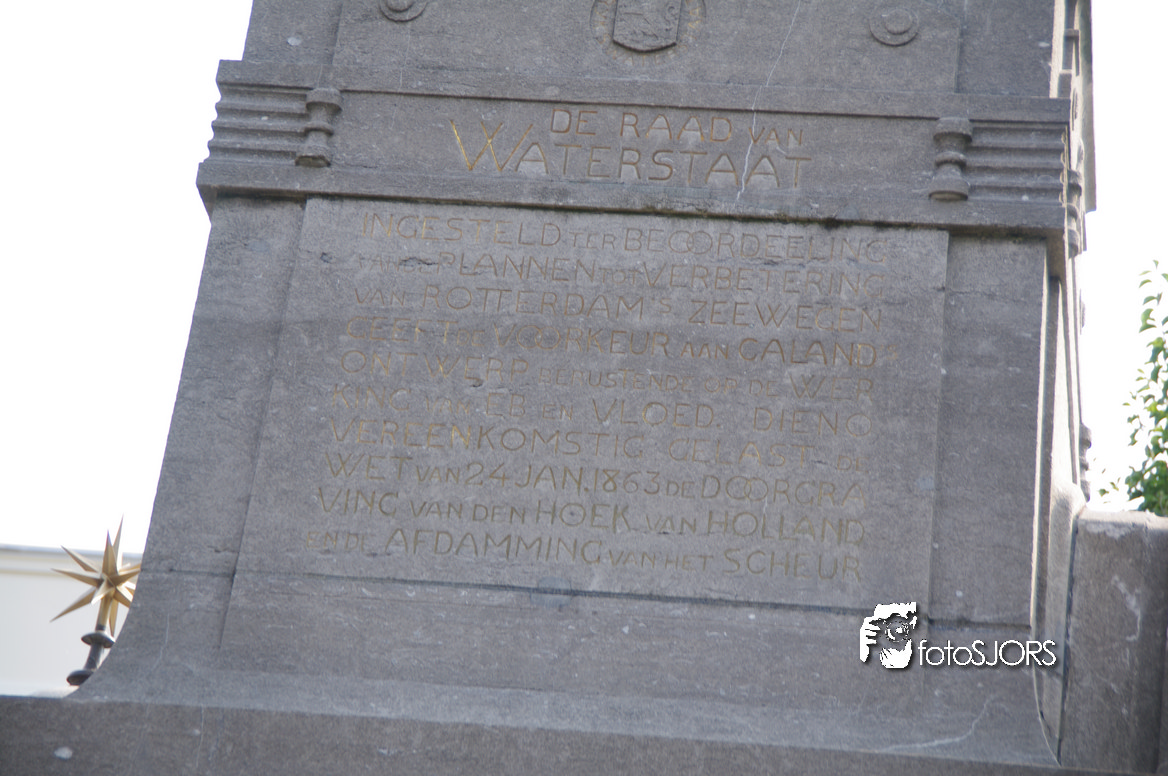 DE RAAD VAN
WATERSTAAT
INGESTELD TER BEOORDEELING
VAN DE PLANNEN TOT VERBETERING
VAN ROTTERDAM'S ZEEWEGEN
GEEFT DE VOORKEUR AAN CALAND'S
ONTWERP BERUSTENDE OP DE WER
KING VAN EB EN VLOED. DIENO
VEREENKOMSTIG GELAST DE
WET VAN 24 JAN. 1863 DE DOORGRA
VING VAN DEN HOEK VAN HOLLAND
EN DE AFDAMMING VAN HET SCHEUR
fotoSJORS